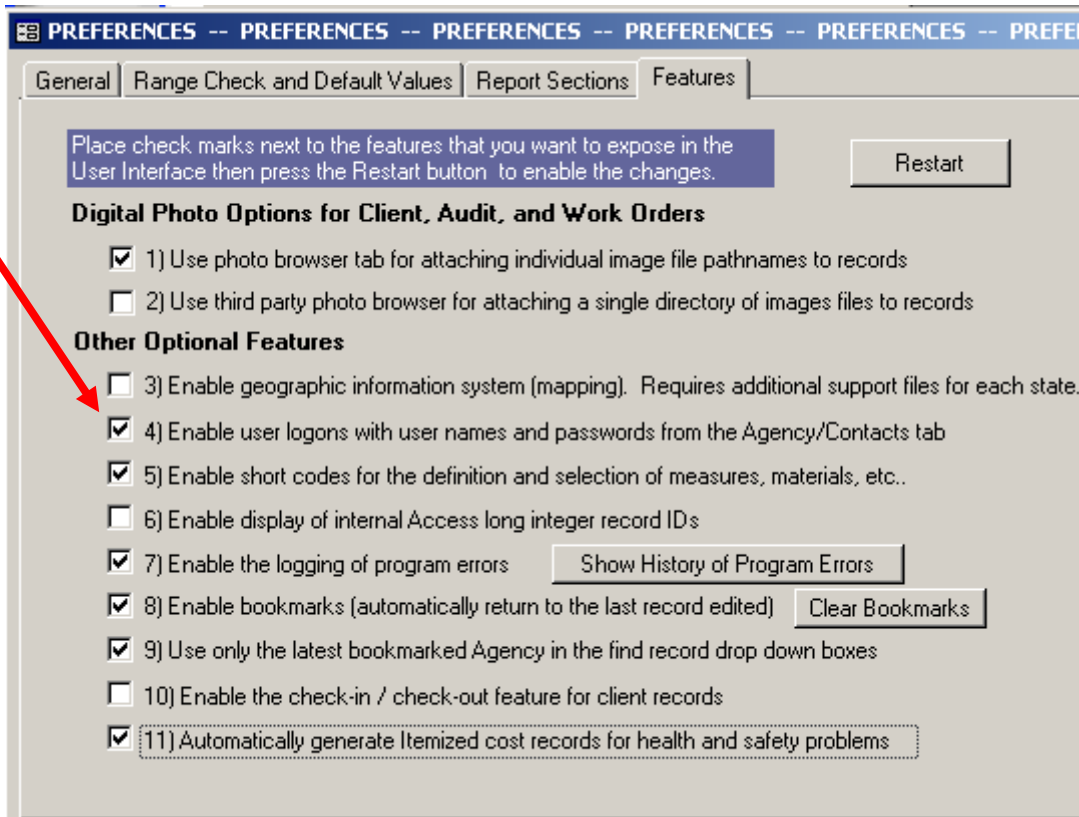 PREFERENCES -- PREFERENCES -- PREFERENCES -- PREFERENCES -- PREFERENCES -- PREFE
General Range Check and Default Values Report Sections Features
Place check marks next to the features that you want to expose in the
User Interface then press the Restart button to enable the changes.
Restart
Digital Photo Options for Client, Audit, and Work Orders
1) Use photo browser tab for attaching individual image file pathnames to records
2) Use third party photo browser for attaching a single directory of images files to records
Other Optional Features
3) Enable geographic information system (mapping). Requires additional support files for each state.
4) Enable user logons with user names and passwords from the Agency/Contacts tab
5) Enable short codes for the definition and selection of measures, materials, etc..
6) Enable display of internal Access long integer record IDs
7) Enable the logging of program errors Show History of Program Errors
8) Enable bookmarks (automatically return to the last record edited) Clear Bookmarks
9) Use only the latest bookmarked Agency in the find record drop down boxes
10) Enable the check-in / check-out feature for client records
11) Automatically generate Itemized cost records for health and safety problems